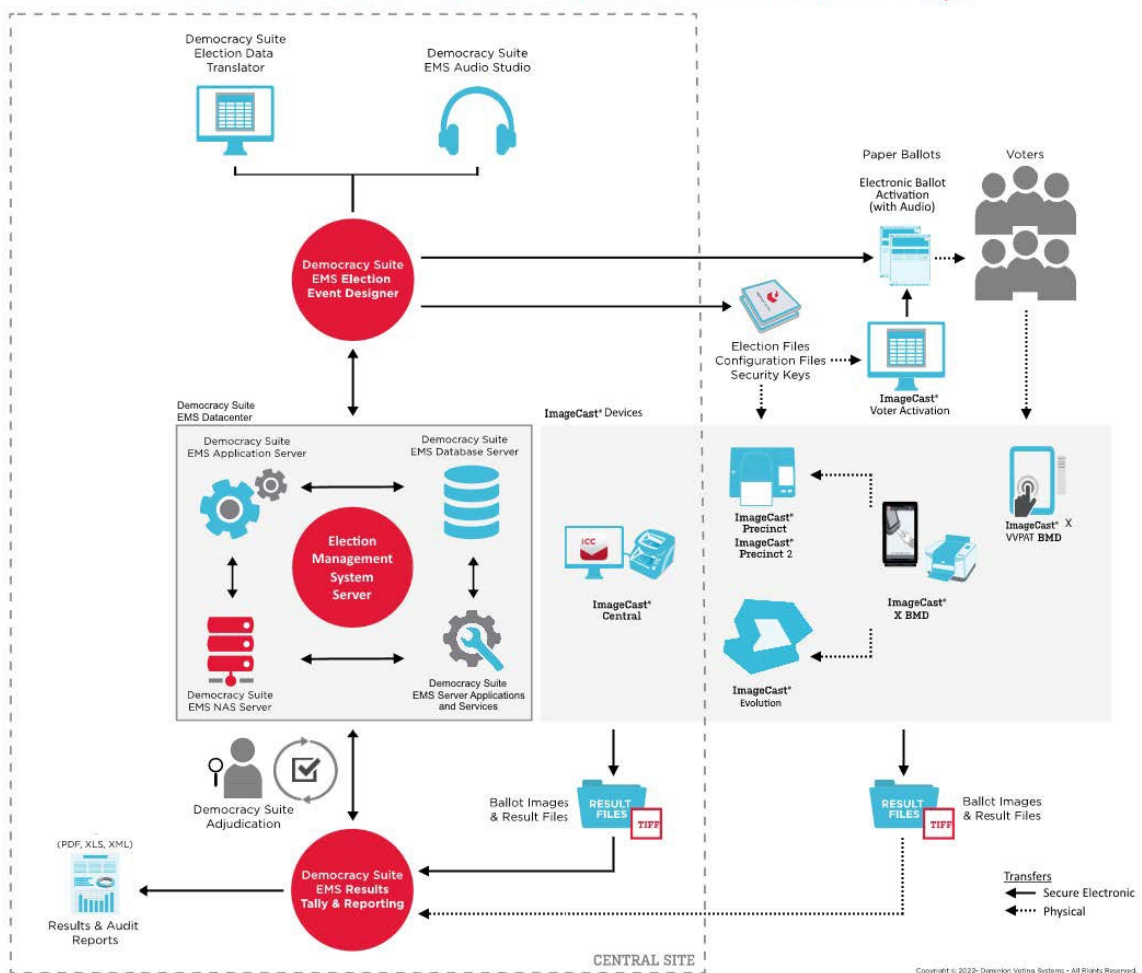 Democracy Suite
Election Data
Translator
Democracy Suite
EMS Audio Studio
Paper Ballots
Voters
Electronic Ballot
Activation
(with Audio)
Democracy Suite
EMS Election
Event Designer
Election Files
Configuration Files
Security Keys
ImageCast®
Voter Activation
Democracy Suite
EMS Datacenter
ImageCast® Devices
Democracy Suite
EMS Application Server
Democracy Suite
EMS Database Server
Election
Management
System
Server
Democracy Suite
EMS NAS Server
Democracy Suite
EMS Server Applications
and Services
ICC
ImageCast®
Central
ImageCast®
Precinct
ImageCast®
Precinct 2
ImageCast®
Evolution
ImageCast®
X BMD
ImageCast® X
VVPAT BMD
Democracy Suite
Adjudication
Ballot Images
& Result Files
RESULT
FILES
TIFF
RESULT
FILES
TIFF
Ballot Images
& Result Files
(PDF, XLS, XML)
Results & Audit
Reports
Democracy Suite
EMS Results
Tally & Reporting
Transfers
Secure Electronic
Physical
CENTRAL SITE
Copyright © 2022- Dominion Voting Systems - All Rights Reserved.